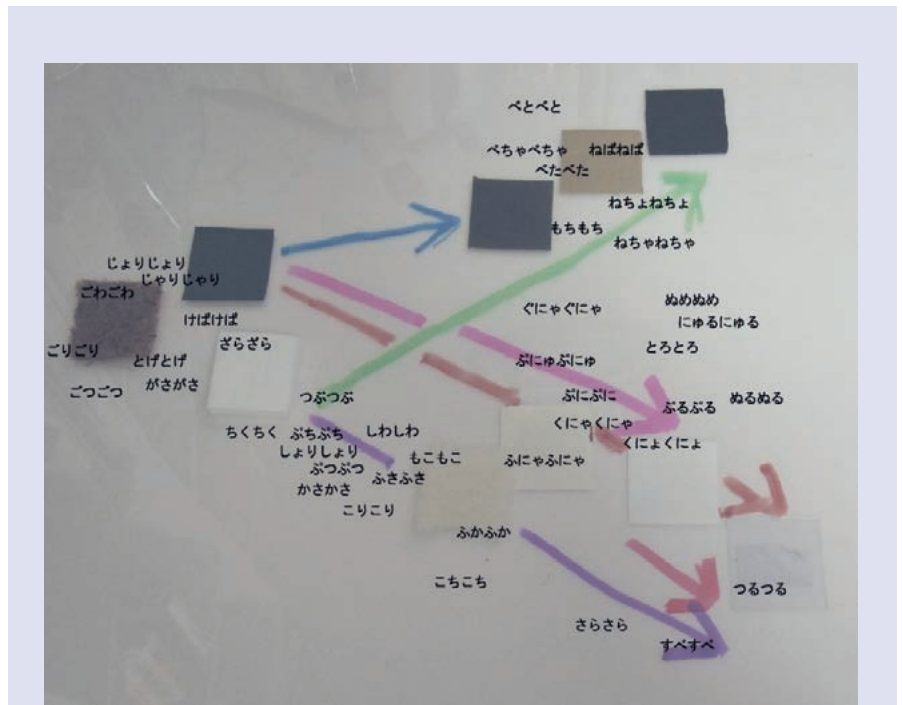 べとべと
べちゃべちゃ
ねばねば
べたべた
ねちょねちょ
もちもち
ねちゃねちゃ
じょりじょり
じゃりじゃり
ごわごわ
けばけば
ざらざら
ごりごり
とげとげ
がさがさ
ごつごつ
ぐにゃぐにゃ
ぬめぬめ
にゅるにゅる
とろとろ
ぷにゅぷにゅ
ぷにぷに
ぷるぷる
ぬるぬる
つぶつぶ
くにゃくにゃ
くにょくにょ
ちくちく
ぷちぷち
しわしわ
しょりしょり
もこもこ
ふにゃふにゃ
ぶつぶつ
ふさふさ
かさかさ
こりこり
ふかふか
こちこち
つるつる
さらさら
すべすべ